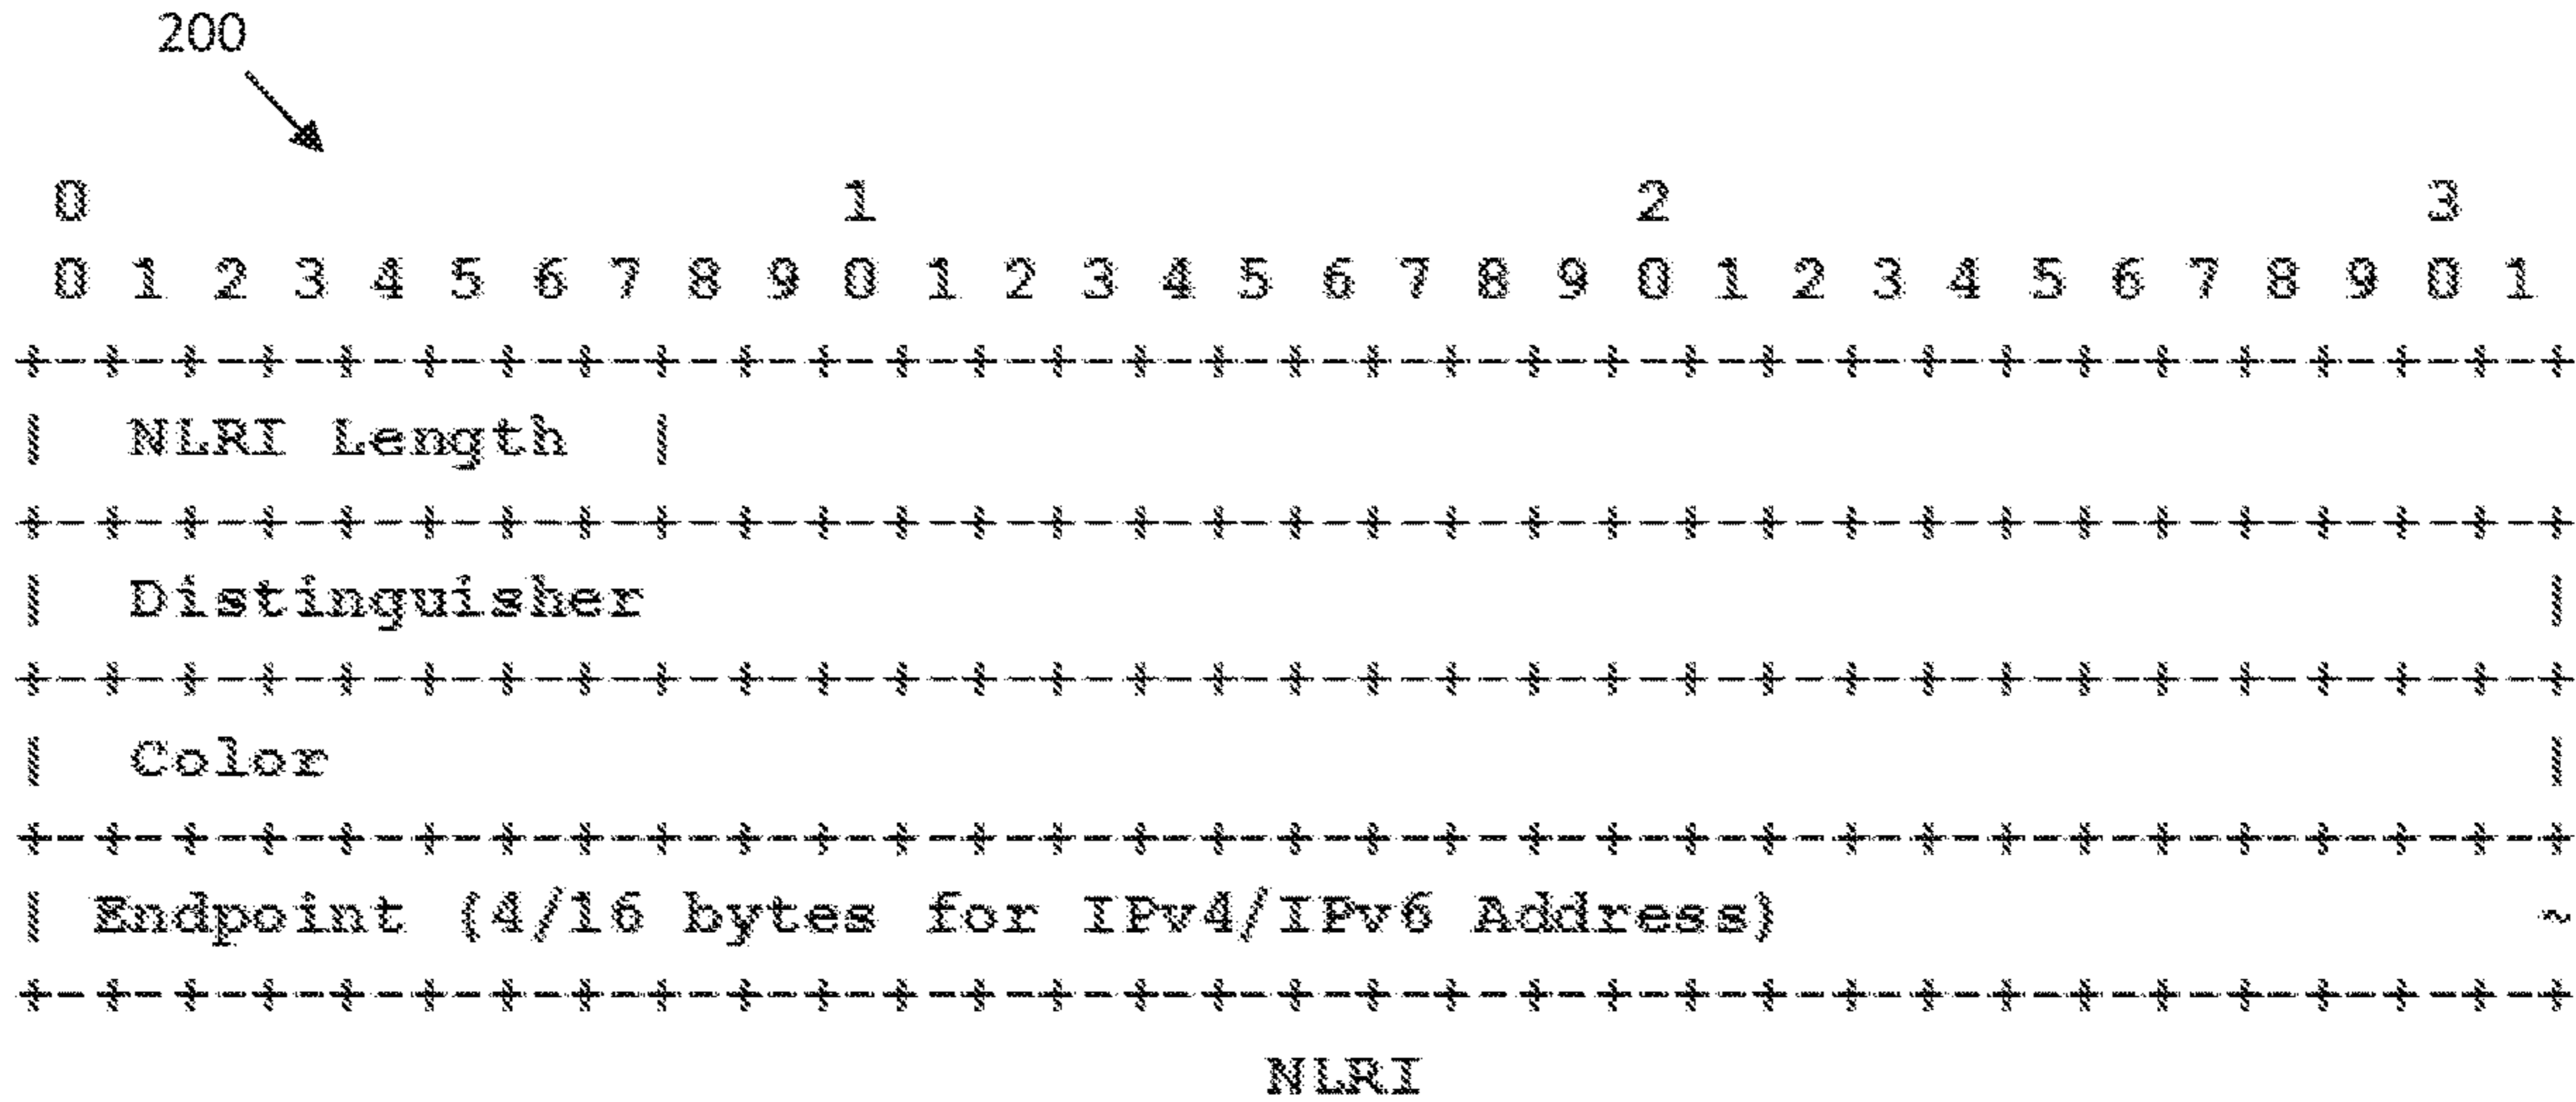 200
0 1 2 3
0 1 2 3 4 5 6 7 8 9 0 1 2 3 4 5 6 7 8 9 0 1 2 3 4 5 6 7 8 9 0 1
+-+-+-+-+-+-+-+-+-+-+-+-+-+-+-+-+-+-+-+-+-+-+-+-+-+-+-+-+-+-+-+-+
| NLRI Length |
+-+-+-+-+-+-+-+-+-+-+-+-+-+-+-+-+-+-+-+-+-+-+-+-+-+-+-+-+-+-+-+-+
| Distinguisher |
+-+-+-+-+-+-+-+-+-+-+-+-+-+-+-+-+-+-+-+-+-+-+-+-+-+-+-+-+-+-+-+-+
| Color |
+-+-+-+-+-+-+-+-+-+-+-+-+-+-+-+-+-+-+-+-+-+-+-+-+-+-+-+-+-+-+-+-+
| Endpoint (4/16 bytes for IPv4/IPv6 Address) ~
+-+-+-+-+-+-+-+-+-+-+-+-+-+-+-+-+-+-+-+-+-+-+-+-+-+-+-+-+-+-+-+-+
NLRI